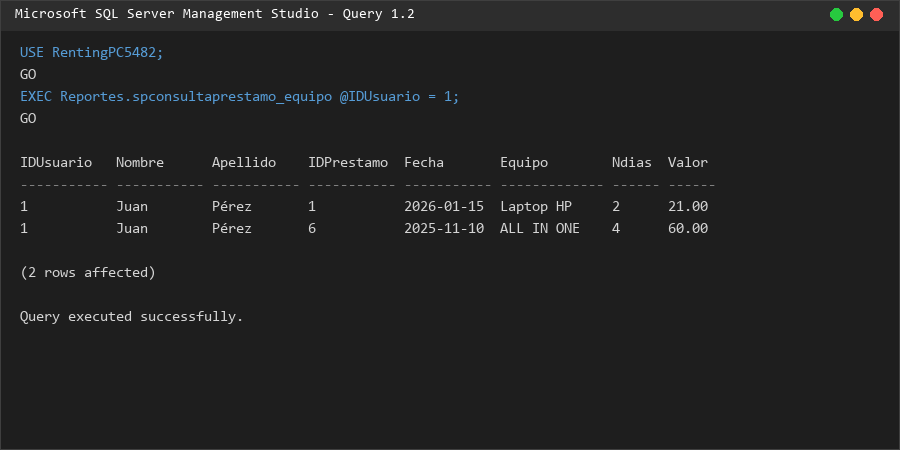 Microsoft SQL Server Management Studio - Query 1.2
USE RentingPC5482;
GO
EXEC Reportes.spconsultaprestamo_equipo @IDUsuario = 1;
GO
IDUsuario   Nombre      Apellido    IDPrestamo  Fecha       Equipo        Ndias  Valor
----------- ----------- ----------- ----------- ----------- ------------- ------ ------
1           Juan        Pérez       1           2026-01-15  Laptop HP     2      21.00
1           Juan        Pérez       6           2025-11-10  ALL IN ONE    4      60.00
(2 rows affected)
Query executed successfully.